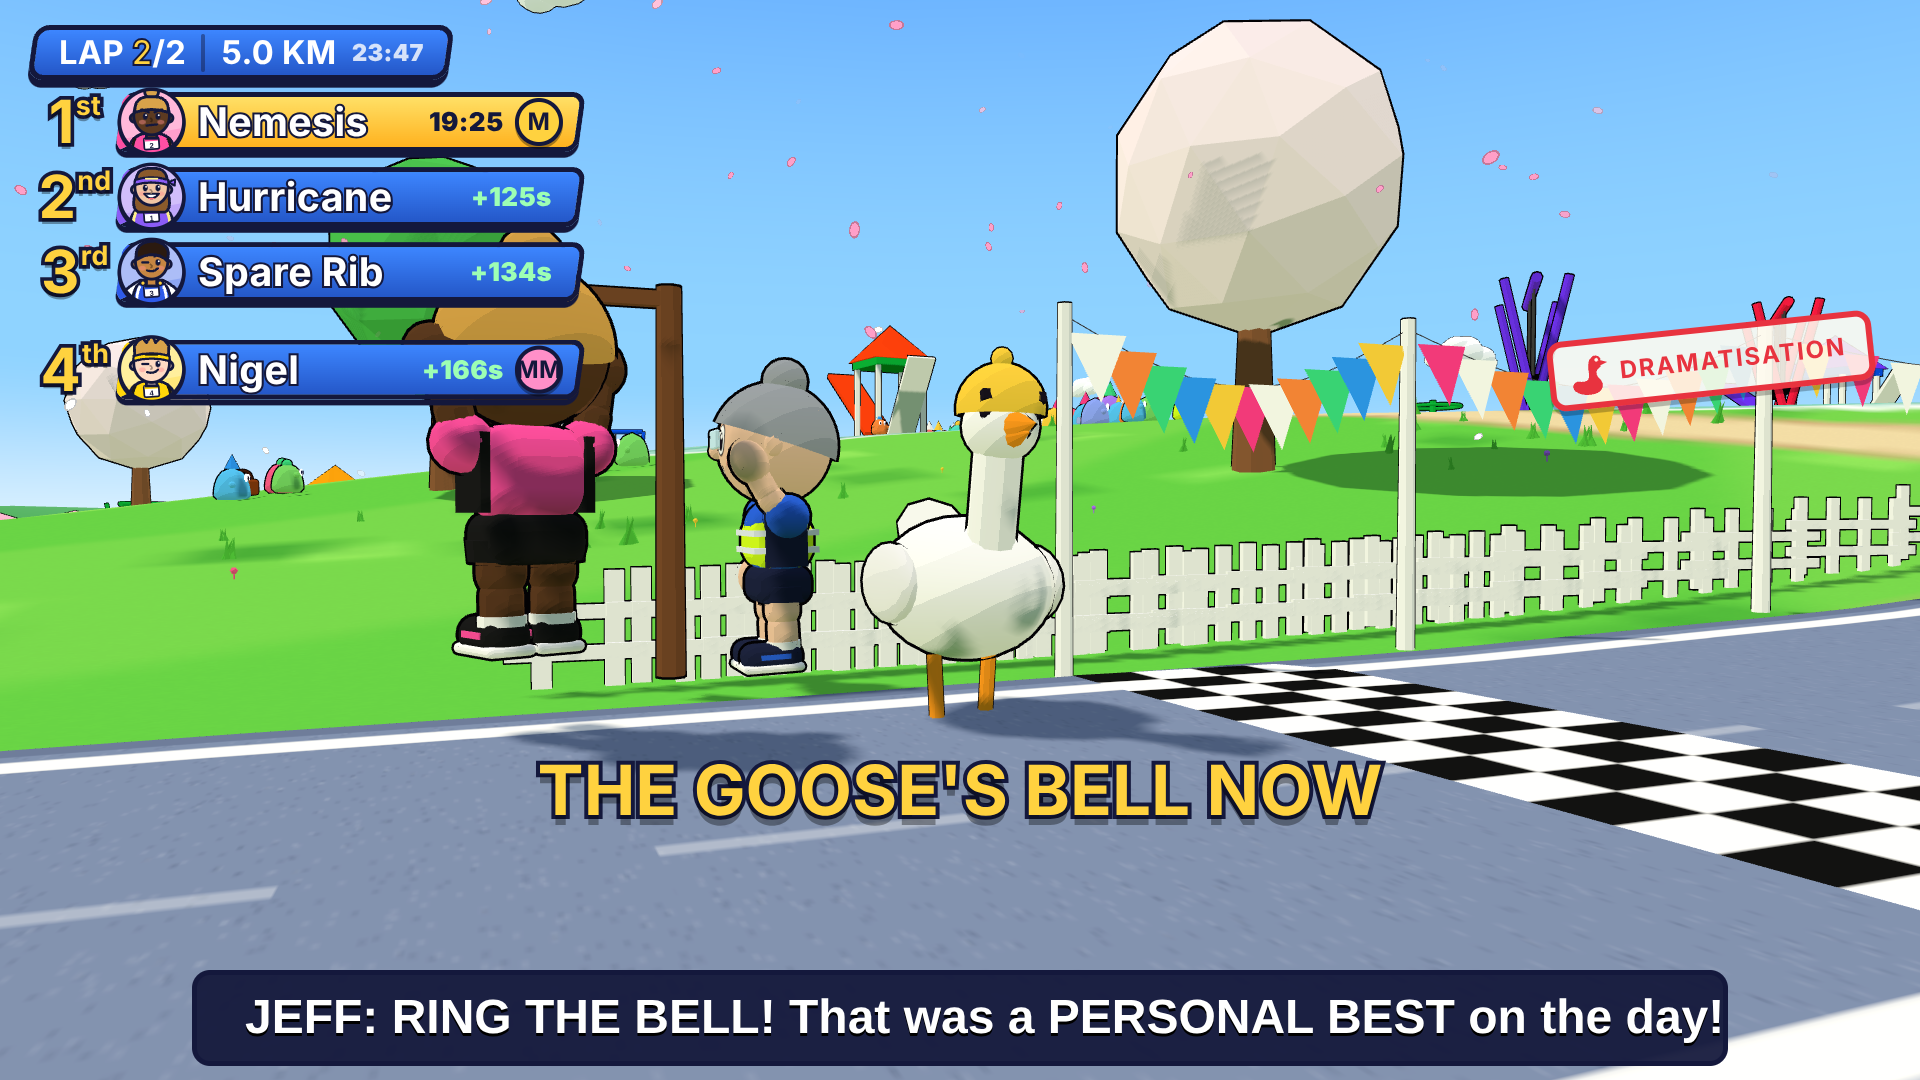 LAP 2/2 5.0 KM 23:47
1st Nemesis 19:25 M
2nd Hurricane +125s
3rd Spare Rib +134s
4th Nigel +166s MM
DRAMATISATION
THE GOOSE'S BELL NOW
JEFF: RING THE BELL! That was a PERSONAL BEST on the day!